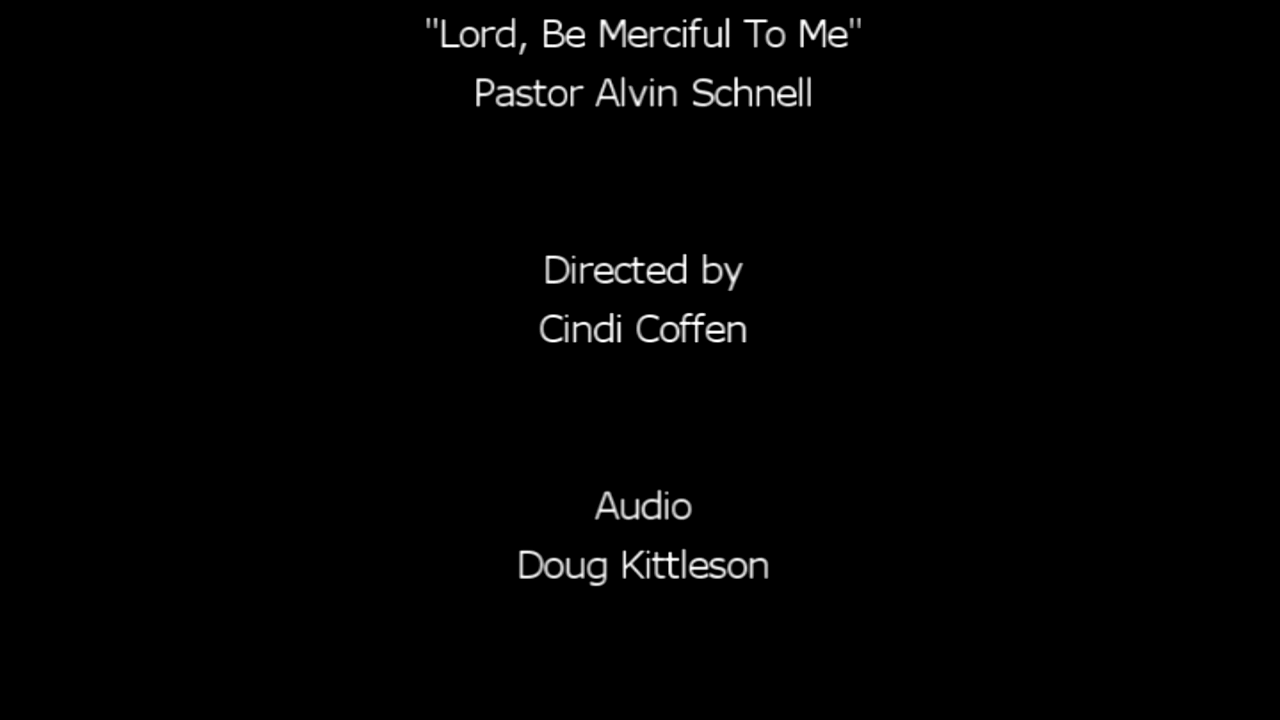 "Lord, Be Merciful To Me"
Pastor Alvin Schnell
Directed by
Cindi Coffen
Audio
Doug Kittleson